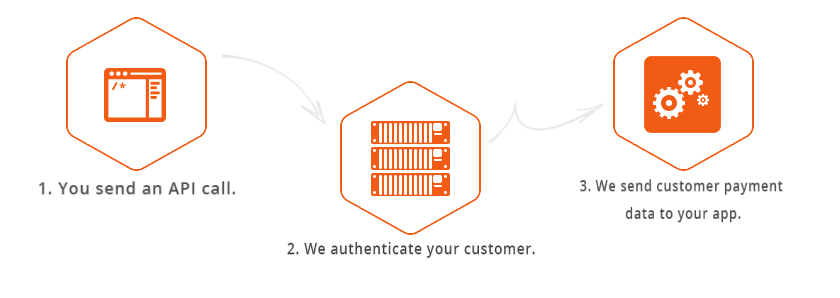 /*
1. You send an API call.
2. We authenticate your customer.
3. We send customer payment
data to your app.